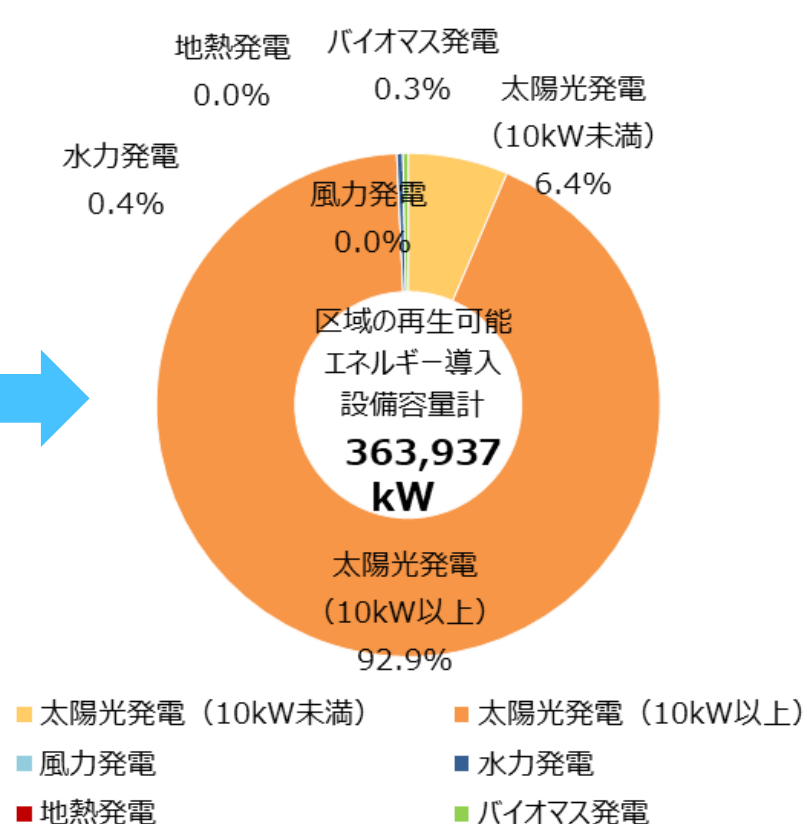 地熱発電
0.0%
バイオマス発電
0.3%
太陽光発電
（10kW未満）
6.4%
水力発電
0.4%
風力発電
0.0%
区域の再生可能
エネルギー導入
設備容量計
363,937
kW
太陽光発電
（10kW以上）
92.9%
太陽光発電（10kW未満）
太陽光発電（10kW以上）
風力発電
水力発電
地熱発電
バイオマス発電